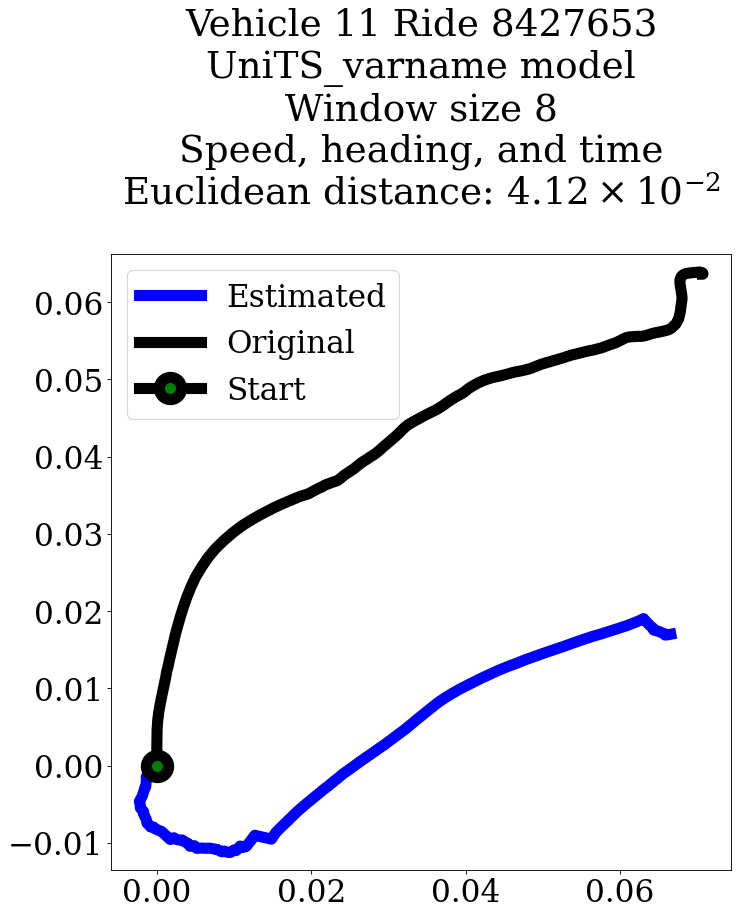 Vehicle 11 Ride 8427653
UniTS_varname model
Window size 8
Speed, heading, and time
Euclidean distance: 4.12 × 10⁻²
Estimated
Original
Start
0.06
0.05
0.04
0.03
0.02
0.01
0.00
−0.01
0.00 0.02 0.04 0.06